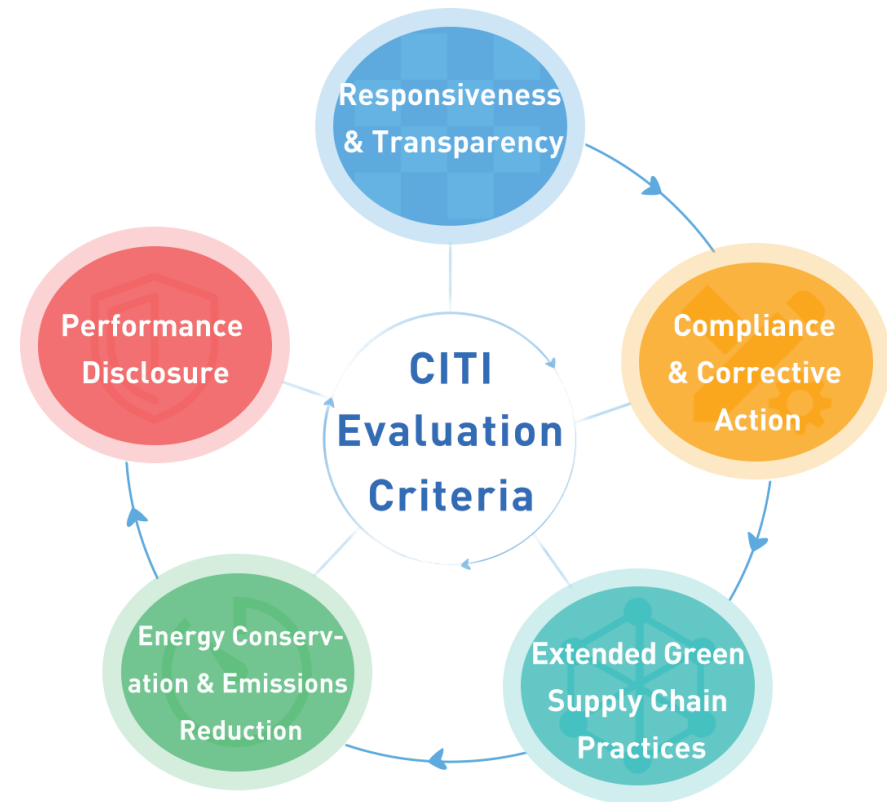 Responsiveness
& Transparency
Performance
Disclosure
CITI
Evaluation
Criteria
Compliance
& Corrective
Action
Energy Conserv-
ation & Emissions
Reduction
Extended Green
Supply Chain
Practices